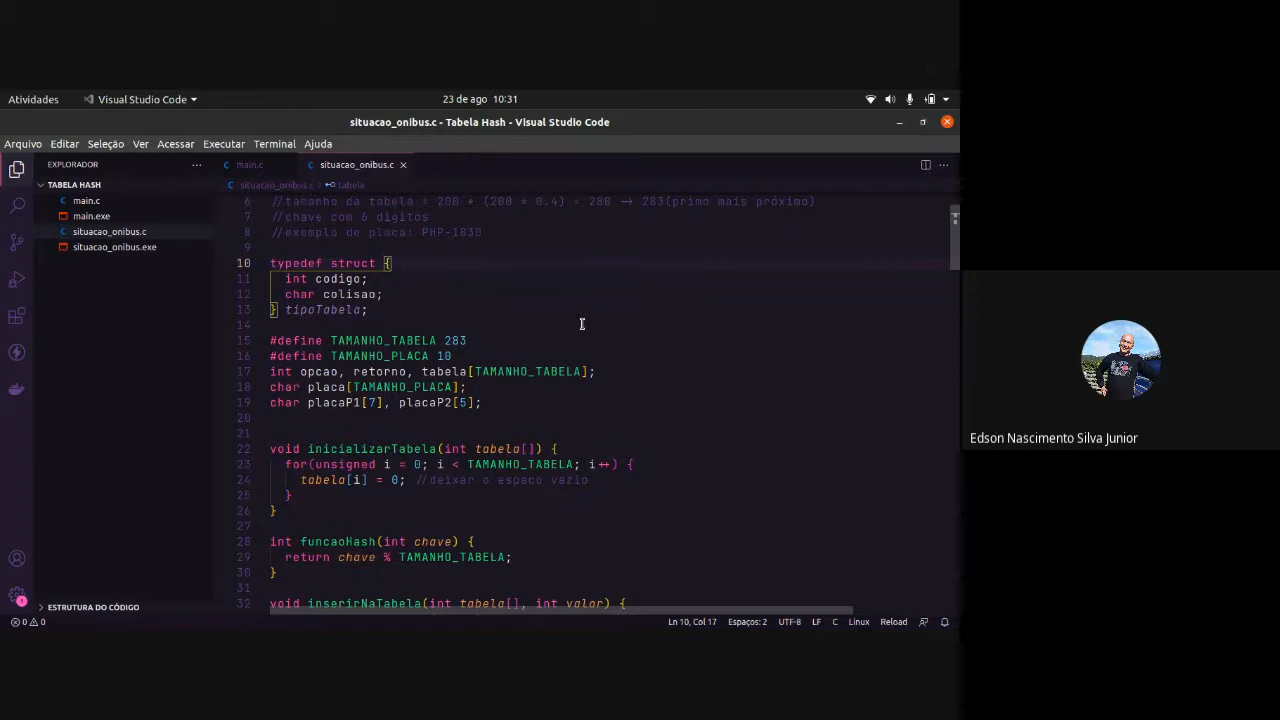 Atividades
Visual Studio Code
23 de ago 10:31
situacao_onibus.c - Tabela Hash - Visual Studio Code
Arquivo Editar Seleção Ver Acessar Executar Terminal Ajuda
EXPLORADOR
TABELA HASH
main.c
main.exe
situacao_onibus.c
situacao_onibus.exe
ESTRUTURA DO CÓDIGO
main.c
situacao_onibus.c
situacao_onibus.c tabela
6 //tamanho da tabela = 200 + (200 * 0.4) = 280 -> 283(primo mais próximo)
7 //chave com 6 digitos
8 //exemplo de placa: PHP-1830
9
10 typedef struct {
11 int codigo;
12 char colisao;
13 } tipoTabela;
14
15 #define TAMANHO_TABELA 283
16 #define TAMANHO_PLACA 10
17 int opcao, retorno, tabela[TAMANHO_TABELA];
18 char placa[TAMANHO_PLACA];
19 char placaP1[7], placaP2[5];
20
21
22 void inicializarTabela(int tabela[]) {
23 for(unsigned i = 0; i < TAMANHO_TABELA; i++) {
24 tabela[i] = 0; //deixar o espaco vazio
25 }
26 }
27
28 int funcaoHash(int chave) {
29 return chave % TAMANHO_TABELA;
30 }
31
32 void inserirNaTabela(int tabela[], int valor) {
1
0 0
Ln 10, Col 17 Espaços: 2 UTF-8 LF C Linux Reload
Edson Nascimento Silva Junior